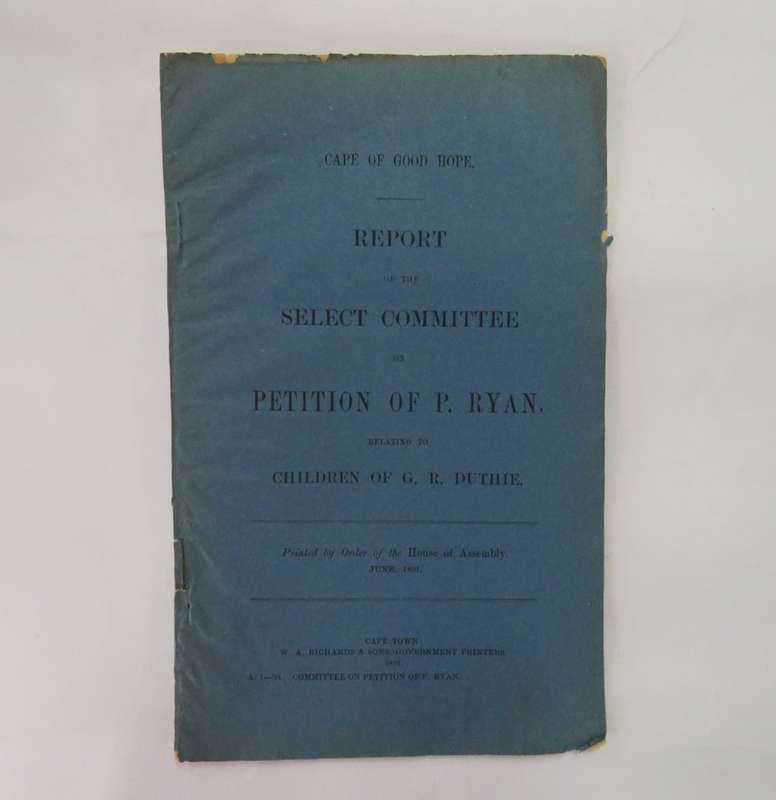 CAPE OF GOOD HOPE.
REPORT
OF THE
SELECT COMMITTEE
ON
PETITION OF P. RYAN,
RELATING TO
CHILDREN OF G. R. DUTHIE.
Printed by Order of the House of Assembly.
JUNE, 1891.
CAPE TOWN
W. A. RICHARDS & SONS, GOVERNMENT PRINTERS
1891.
COMMITTEE ON PETITION OF P. RYAN.